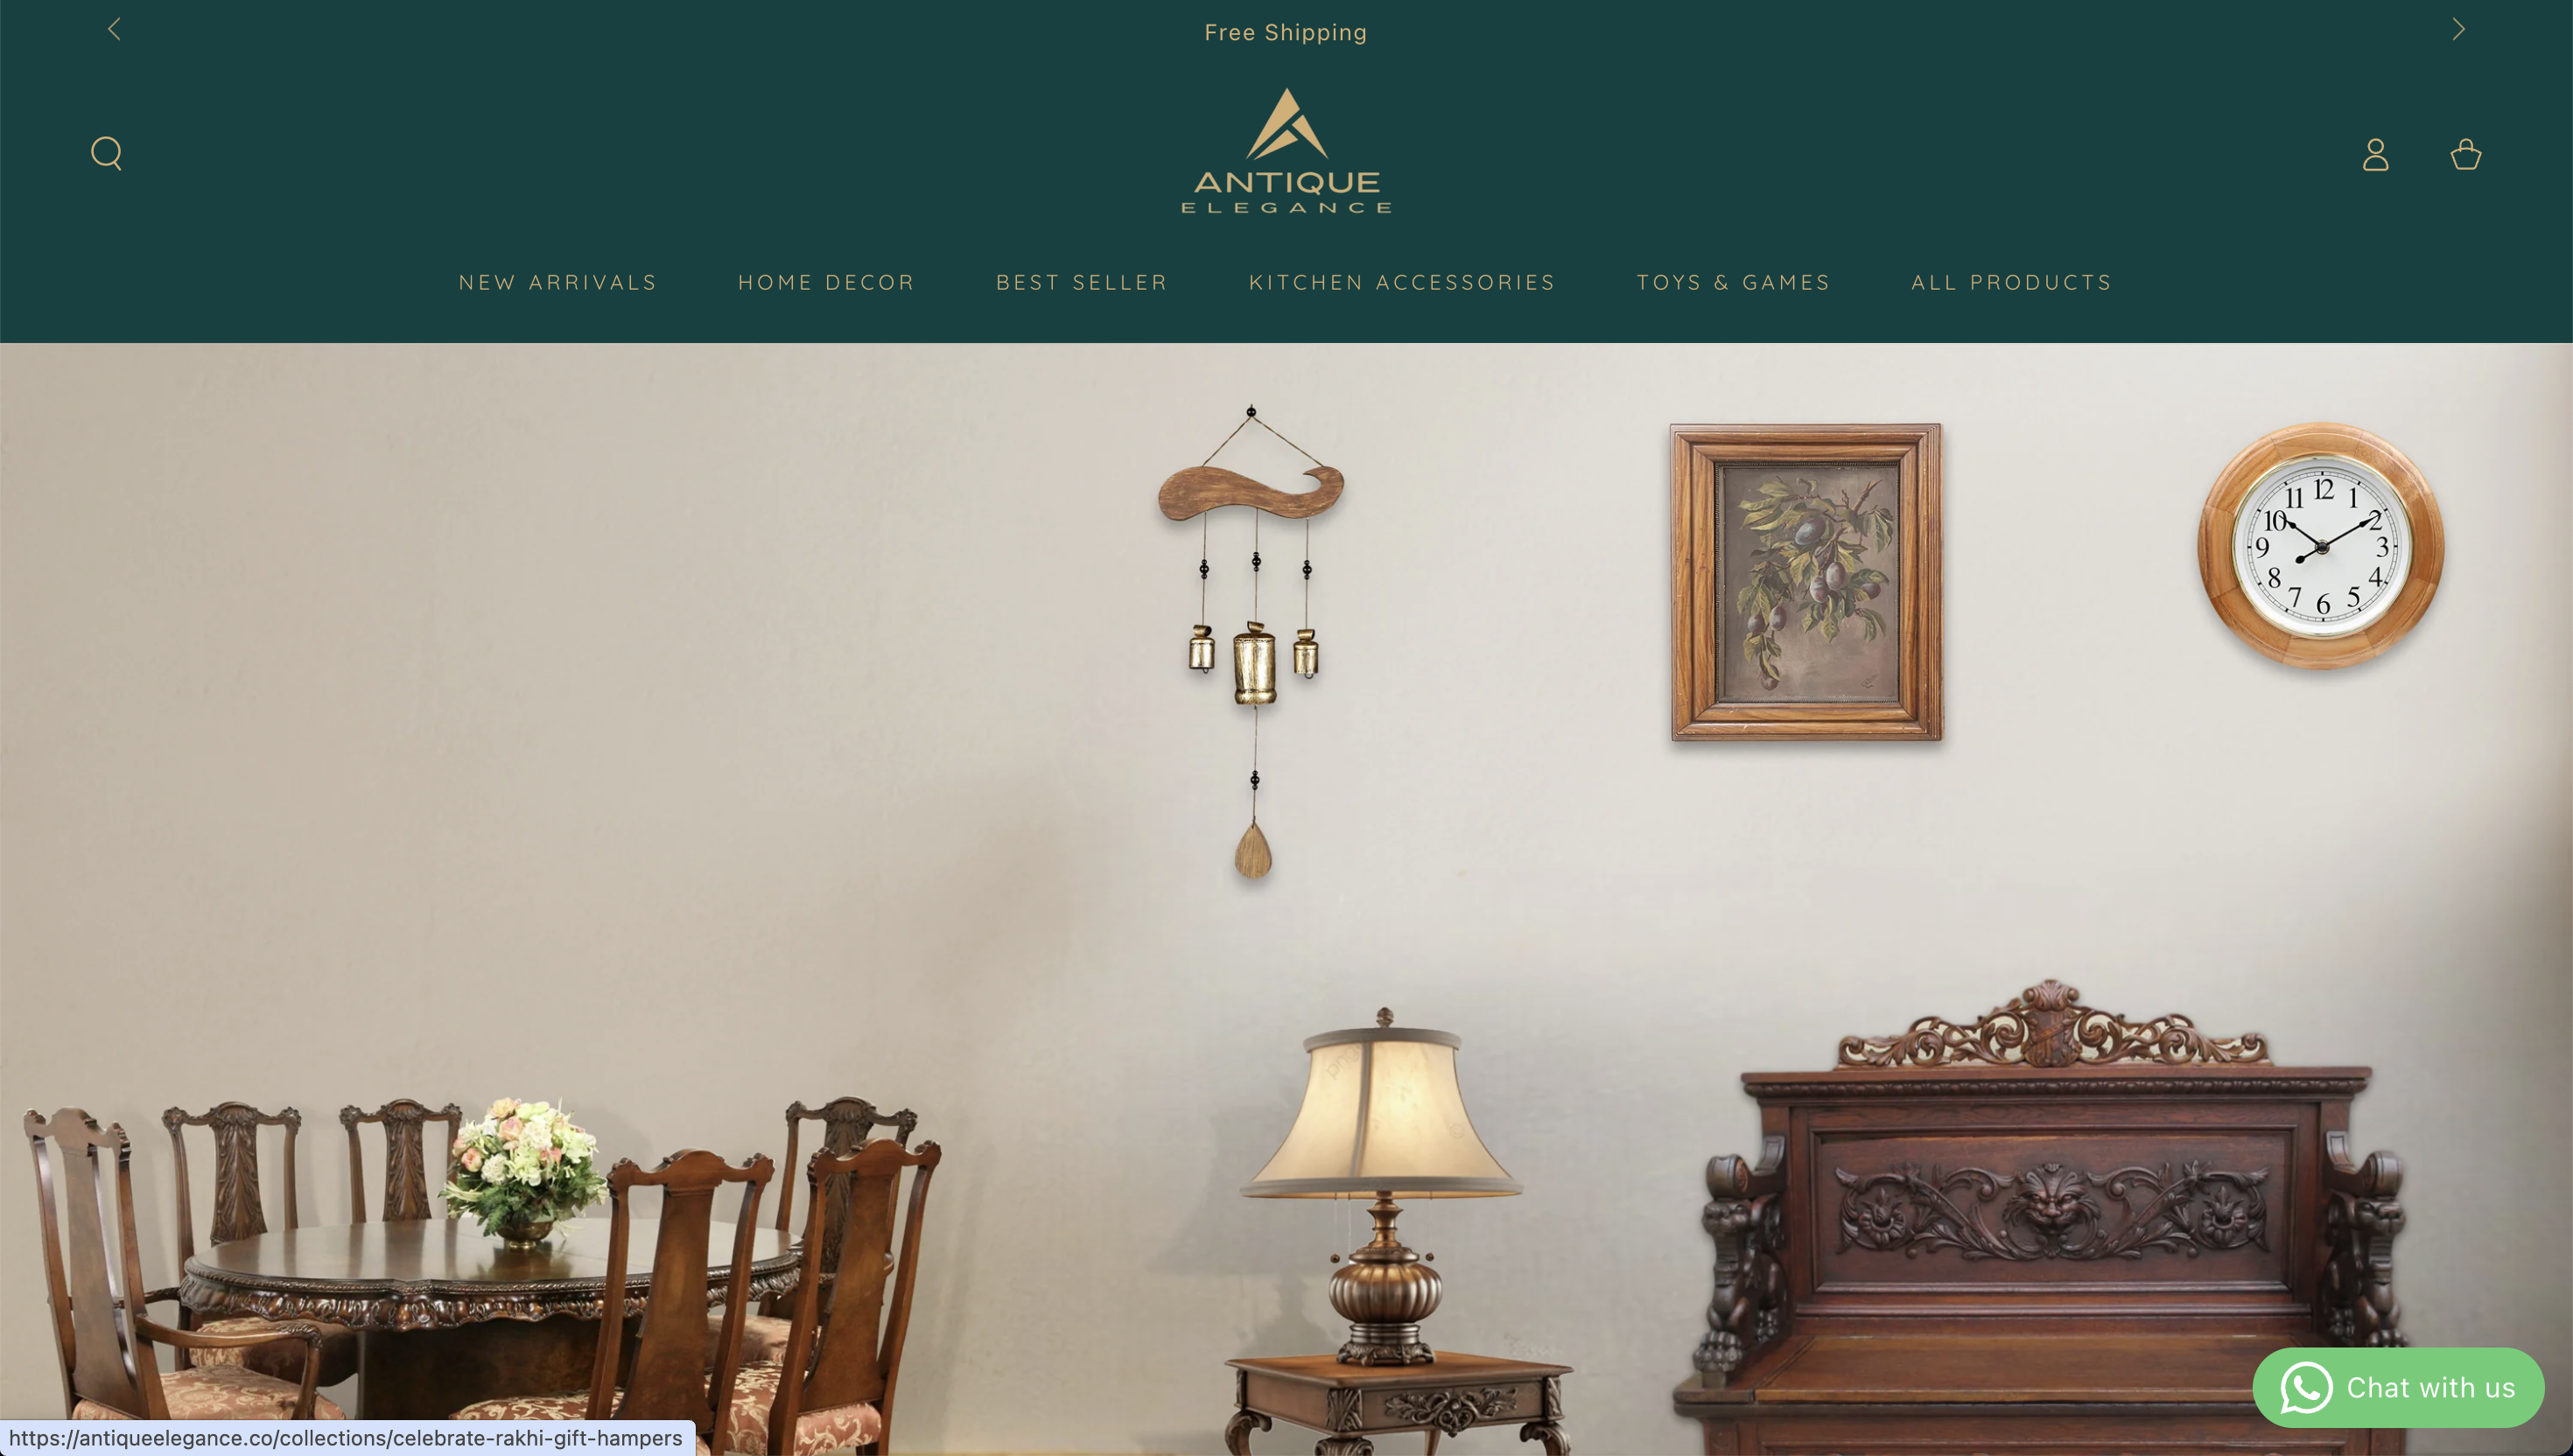 Free Shipping
ANTIQUE
ELEGANCE
NEW ARRIVALS HOME DECOR BEST SELLER KITCHEN ACCESSORIES TOYS & GAMES ALL PRODUCTS
12
11 1
10 2
9 3
8 4
7 6 5
Chat with us
https://antiqueelegance.co/collections/celebrate-rakhi-gift-hampers